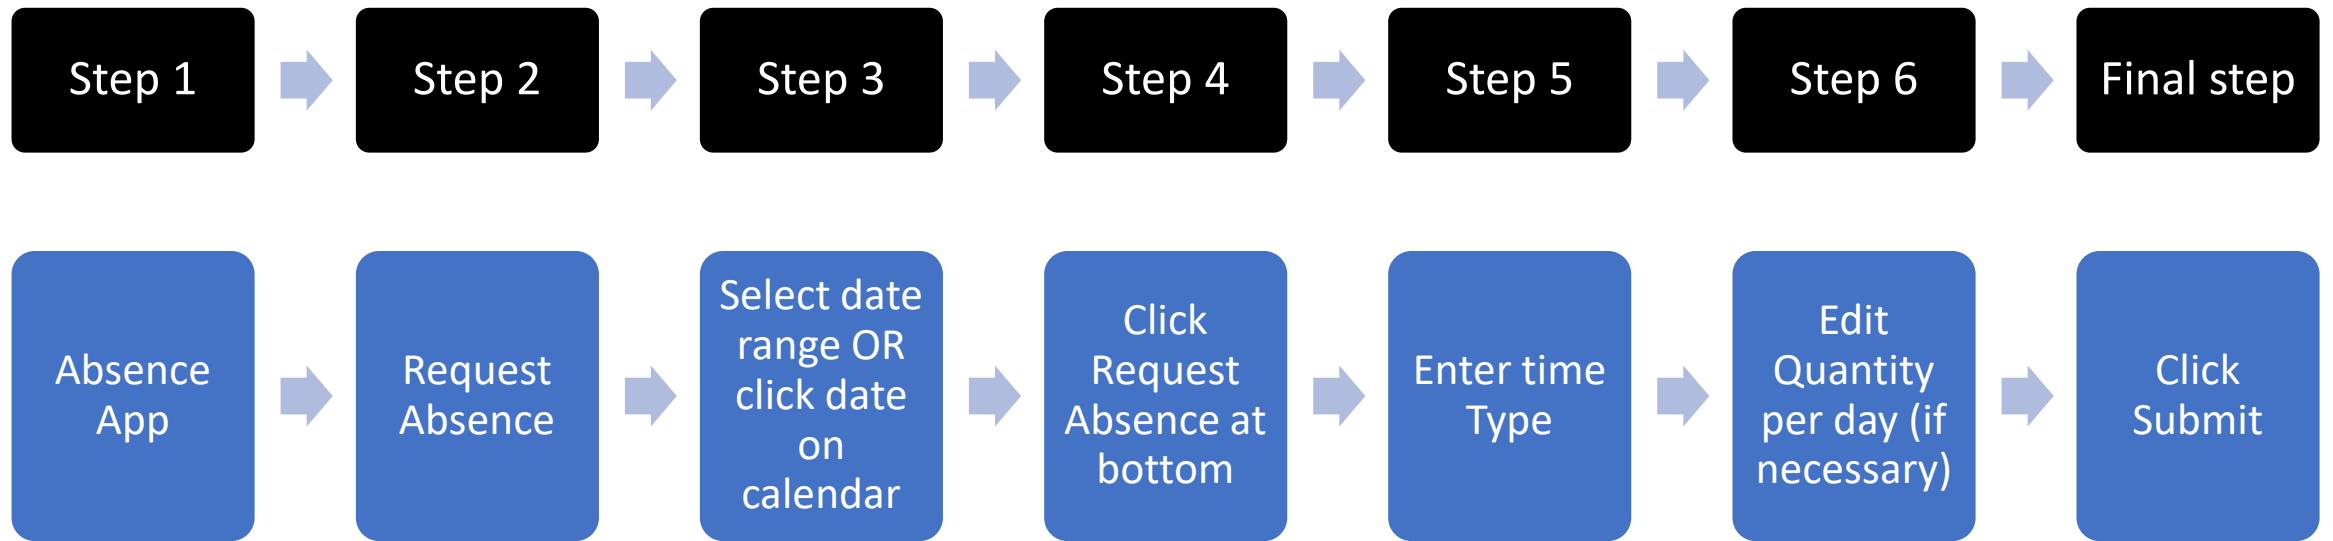 Step 1
Step 2
Step 3
Step 4
Step 5
Step 6
Final step
Absence
App
Request
Absence
Select date
range OR
click date
on
calendar
Click
Request
Absence at
bottom
Enter time
Type
Edit
Quantity
per day (if
necessary)
Click
Submit